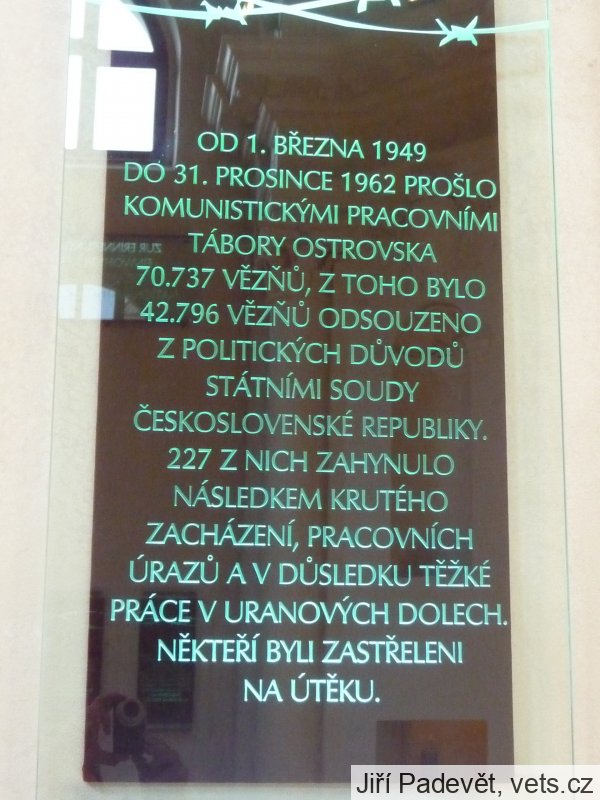 OD 1. BŘEZNA 1949
DO 31. PROSINCE 1962 PROŠLO
KOMUNISTICKÝMI PRACOVNÍMI
TÁBORY OSTROVSKA
70.737 VĚZŇŮ, Z TOHO BYLO
42.796 VĚZŇŮ ODSOUZENO
Z POLITICKÝCH DŮVODŮ
STÁTNÍMI SOUDY
ČESKOSLOVENSKÉ REPUBLIKY.
227 Z NICH ZAHYNULO
NÁSLEDKEM KRUTÉHO
ZACHÁZENÍ, PRACOVNÍCH
ÚRAZŮ A V DŮSLEDKU TĚŽKÉ
PRÁCE V URANOVÝCH DOLECH.
NĚKTEŘÍ BYLI ZASTŘELENI
NA ÚTĚKU.
Jiří Padevět, vets.cz